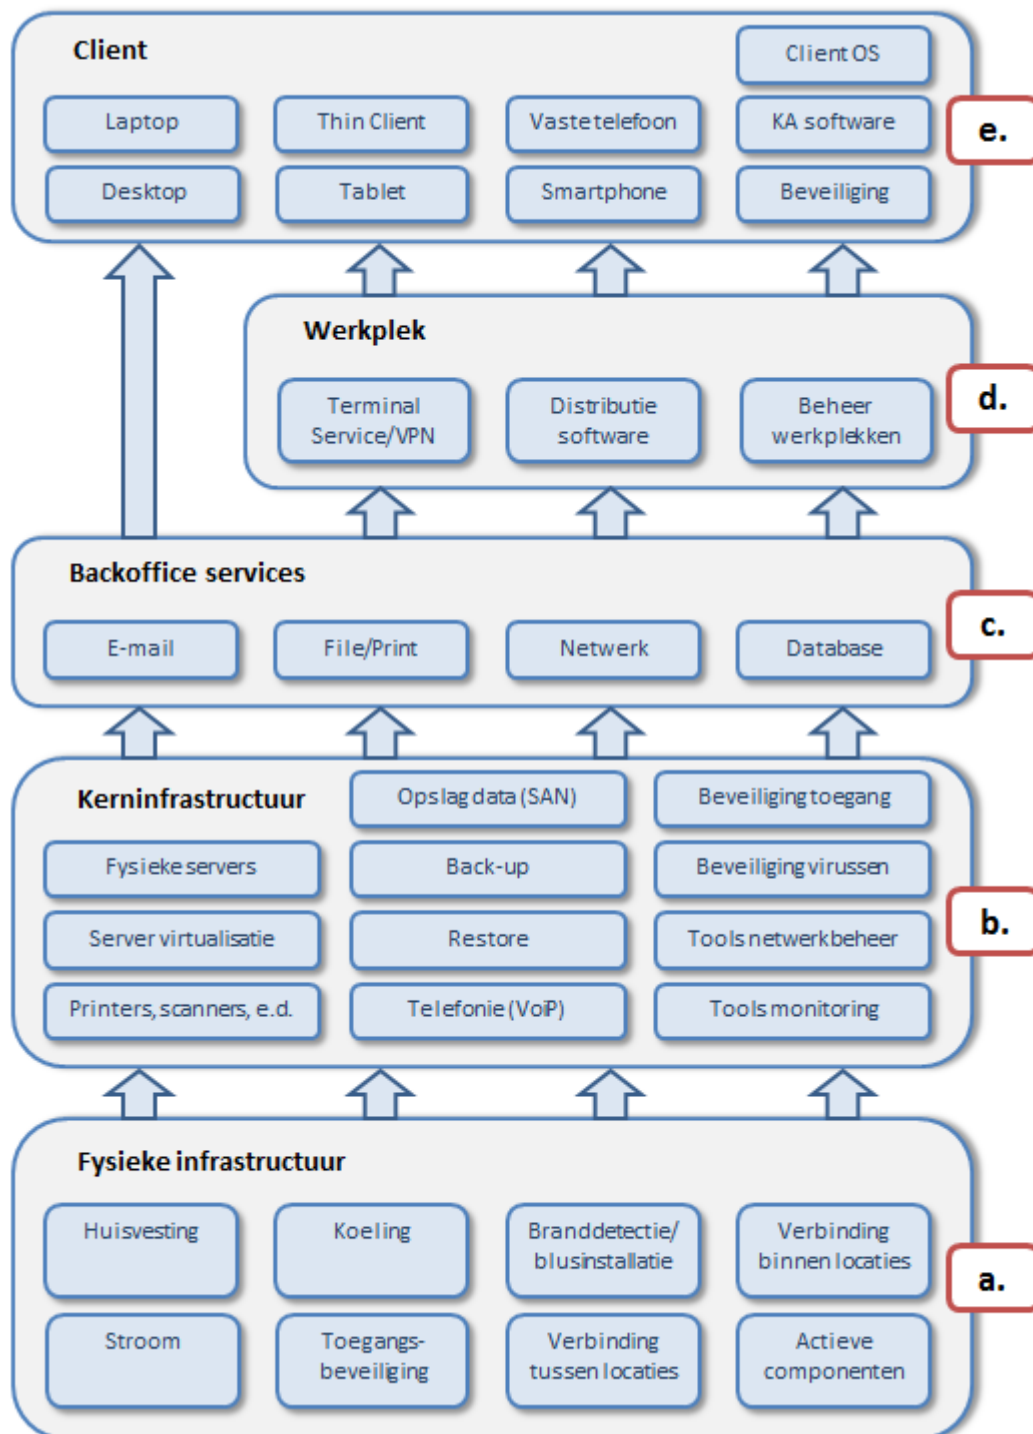 Client
Client OS
Laptop
Thin Client
Vaste telefoon
KA software
e.
Desktop
Tablet
Smartphone
Beveiliging
Werkplek
Terminal
Service/VPN
Distributie
software
Beheer
werkplekken
d.
Backoffice services
E-mail
File/Print
Netwerk
Database
c.
Kerninfrastructuur
Opslag data (SAN)
Beveiliging toegang
Fysieke servers
Back-up
Beveiliging virussen
Server virtualisatie
Restore
Tools netwerkbeheer
b.
Printers, scanners, e.d.
Telefonie (VoiP)
Tools monitoring
Fysieke infrastructuur
Huisvesting
Koeling
Branddetectie/
blusinstallatie
Verbinding
binnen locaties
a.
Stroom
Toegangs-
beveiliging
Verbinding
tussen locaties
Actieve
componenten